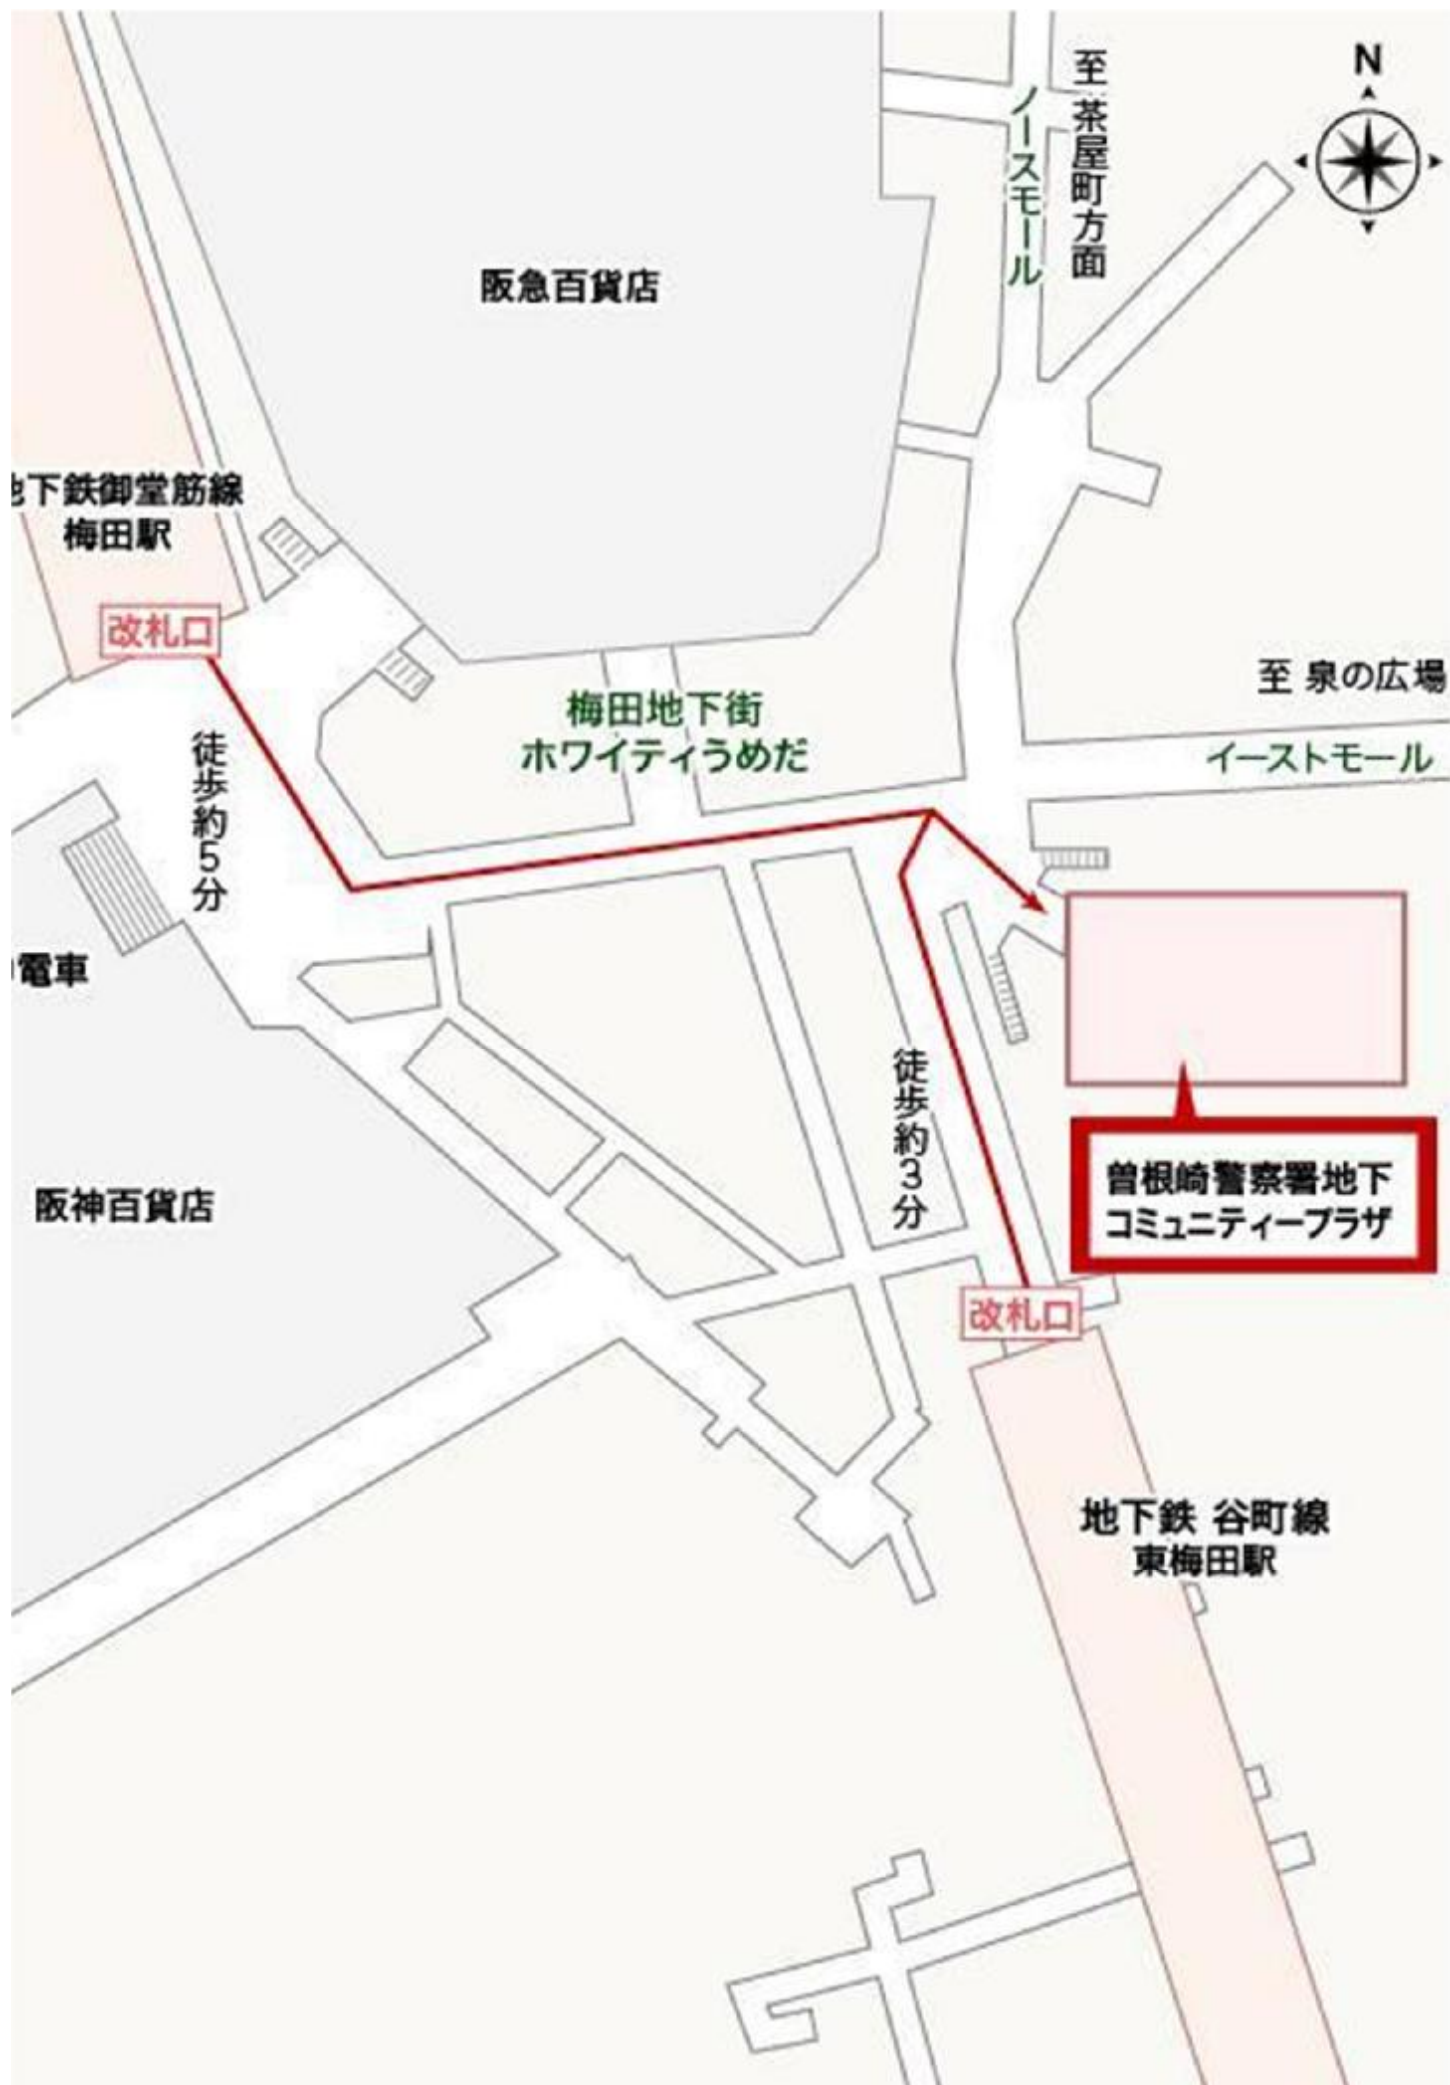 N
至 茶屋町方面
ノースモール
阪急百貨店
地下鉄御堂筋線
梅田駅
改札口
至 泉の広場
梅田地下街
ホワイティうめだ
イーストモール
徒歩約5分
電車
徒歩約3分
曽根崎警察署地下
コミュニティープラザ
阪神百貨店
改札口
地下鉄 谷町線
東梅田駅